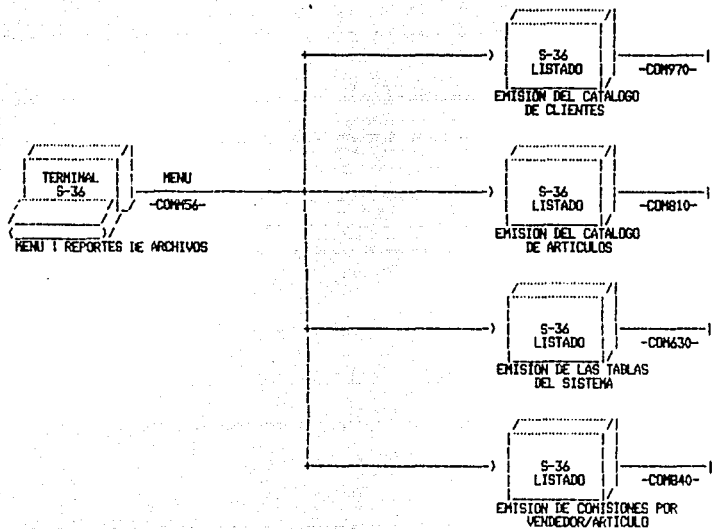 S-36
LISTADO
-COM970-
EMISION DEL CATALOGO
DE CLIENTES
TERMINAL
S-36
MENU
-COMM56-
MENU : REPORTES DE ARCHIVOS
S-36
LISTADO
-COM810-
EMISION DEL CATALOGO
DE ARTICULOS
S-36
LISTADO
-COM630-
EMISION DE LAS TABLAS
DEL SISTEMA
S-36
LISTADO
-COM840-
EMISION DE COMISIONES POR
VENDEDOR/ARTICULO